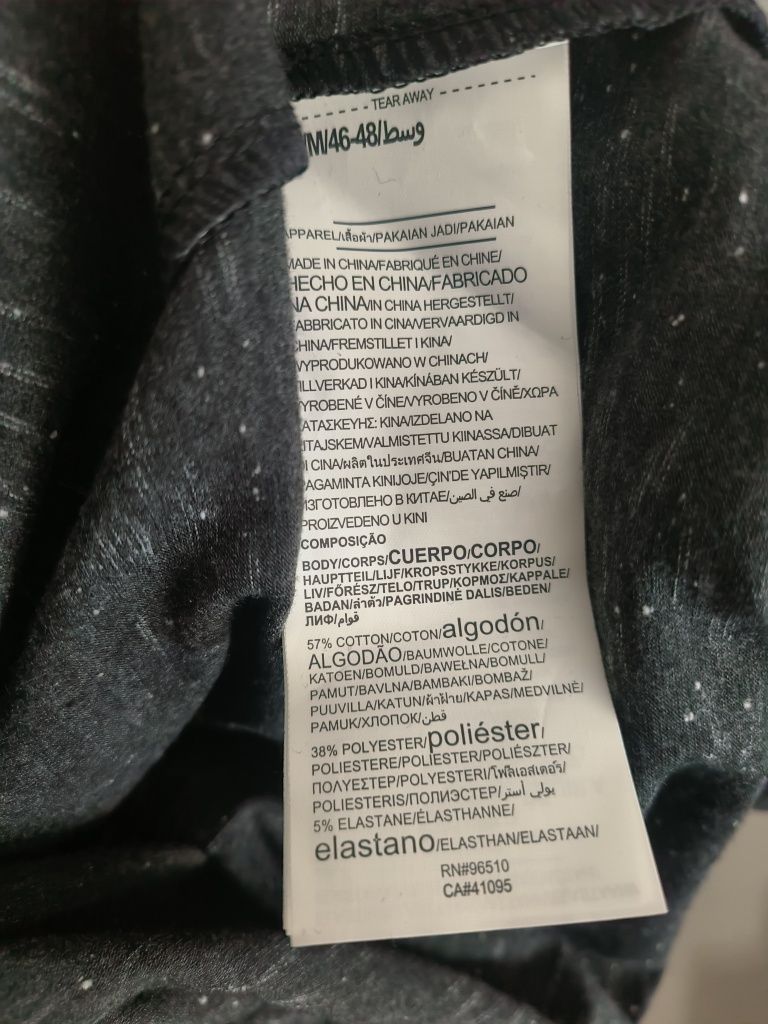 TEAR AWAY
/M/46-48/وسط
APPAREL/เสื้อผ้า/PAKAIAN JADI/PAKAIAN
MADE IN CHINA/FABRIQUÉ EN CHINE/
HECHO EN CHINA/FABRICADO
NA CHINA/IN CHINA HERGESTELLT/
FABBRICATO IN CINA/VERVAARDIGD IN
CHINA/FREMSTILLET I KINA/
WYPRODUKOWANO W CHINACH/
TILLVERKAD I KINA/KÍNÁBAN KÉSZÜLT/
VYROBENÉ V ČÍNE/VYROBENO V ČÍNĚ/ΧΩΡΑ
ΚΑΤΑΣΚΕΥΗΣ: ΚΙΝΑ/IZDELANO NA
KITAJSKEM/VALMISTETTU KIINASSA/DIBUAT
DI CINA/ผลิตในประเทศจีน/BUATAN CHINA/
PAGAMINTA KINIJOJE/ÇIN'DE YAPILMIŞTIR/
ИЗГОТОВЛЕНО В КИТАЕ/صنع في الصين/
PROIZVEDENO U KINI
COMPOSIÇÃO
BODY/CORPS/CUERPO/CORPO/
HAUPTTEIL/LIJF/KROPSSTYKKE/KORPUS/
LIV/FŐRÉSZ/TELO/TRUP/ΚΟΡΜΟΣ/KAPPALE/
BADAN/ลำตัว/PAGRINDINĖ DALIS/BEDEN/
ЛИФ/قوام/
57% COTTON/COTON/algodón/
ALGODÃO/BAUMWOLLE/COTONE/
KATOEN/BOMULD/BAWEŁNA/BOMULL/
PAMUT/BAVLNA/BAMBAKI/BOMBAŽ/
PUUVILLA/KATUN/ผ้าฝ้าย/KAPAS/MEDVILNĖ/
PAMUK/ХЛОПОК/قطن/
38% POLYESTER/poliéster/
POLIESTERE/POLIESTER/POLIÉSZTER/
ΠΟΛΥΕΣΤΕΡ/POLYESTERI/โพลีเอสเตอร์/
POLIESTERIS/ПОЛИЭСТЕР/بولي أستر/
5% ELASTANE/ÉLASTHANNE/
elastano/ELASTHAN/ELASTAAN/
RN#96510
CA#41095